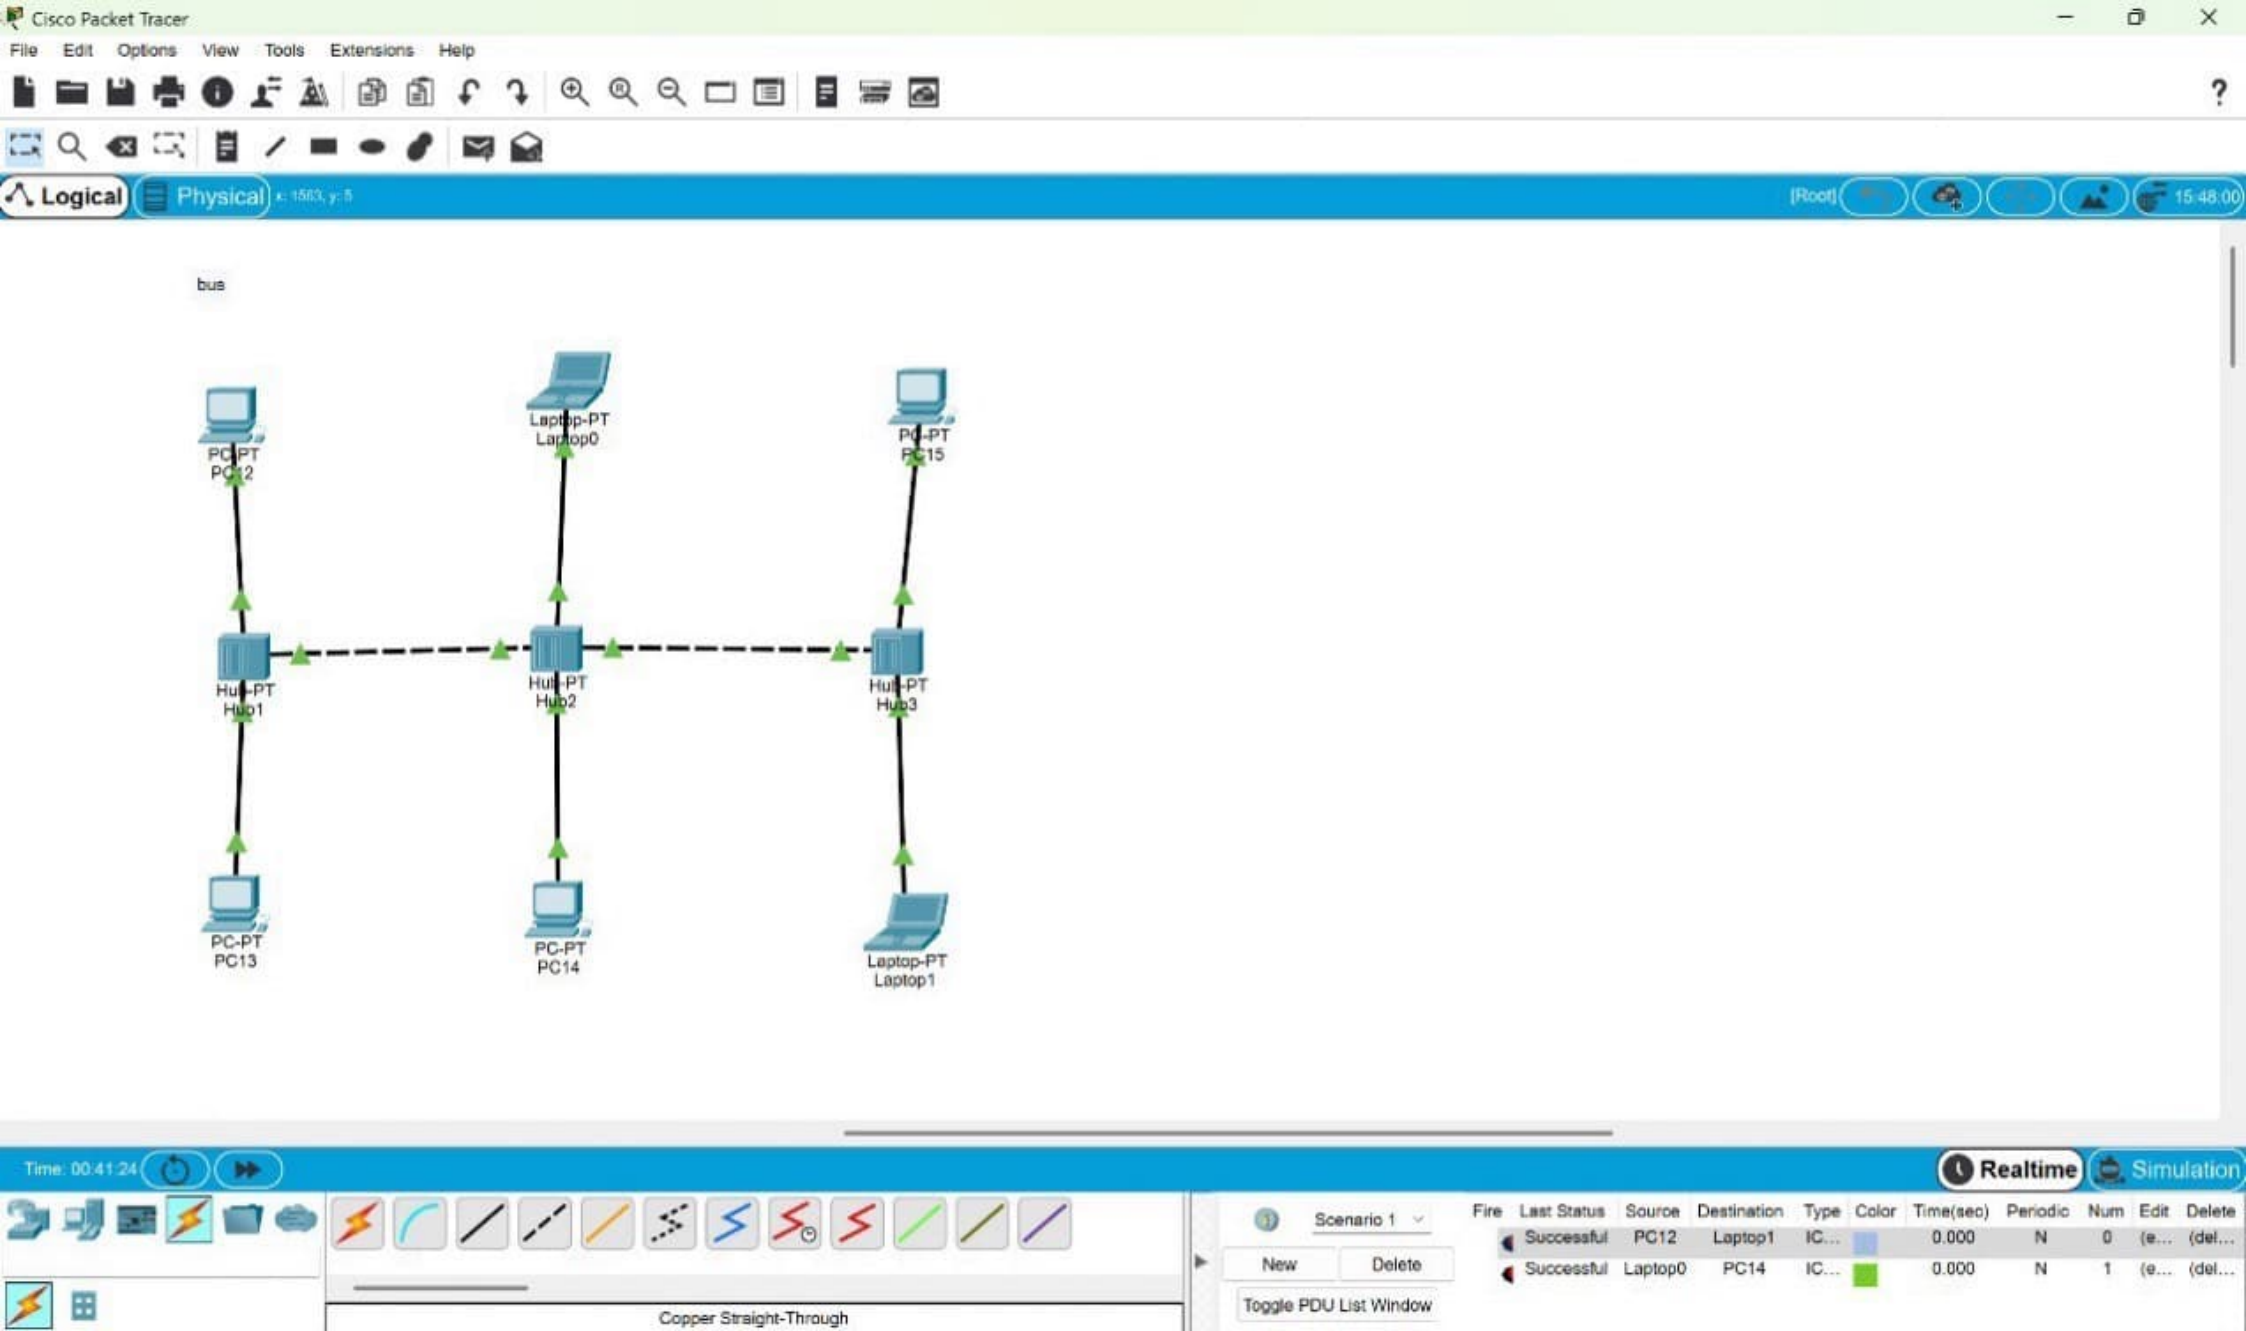 Cisco Packet Tracer
File Edit Options View Tools Extensions Help
Logical Physical x: 1563, y: 5 [Root] 15:48:00
bus
Laptop-PT
Laptop0
PC-PT
PC15
PC-PT
PC12
Hub-PT
Hub1
Hub-PT
Hub2
Hub-PT
Hub3
PC-PT
PC13
PC-PT
PC14
Laptop-PT
Laptop1
Time: 00:41:24 Realtime Simulation
Scenario 1
New Delete
Toggle PDU List Window
Copper Straight-Through
Fire Last Status Source Destination Type Color Time(sec) Periodic Num Edit Delete
Successful PC12 Laptop1 IC... 0.000 N 0 (e... (del...
Successful Laptop0 PC14 IC... 0.000 N 1 (e... (del...